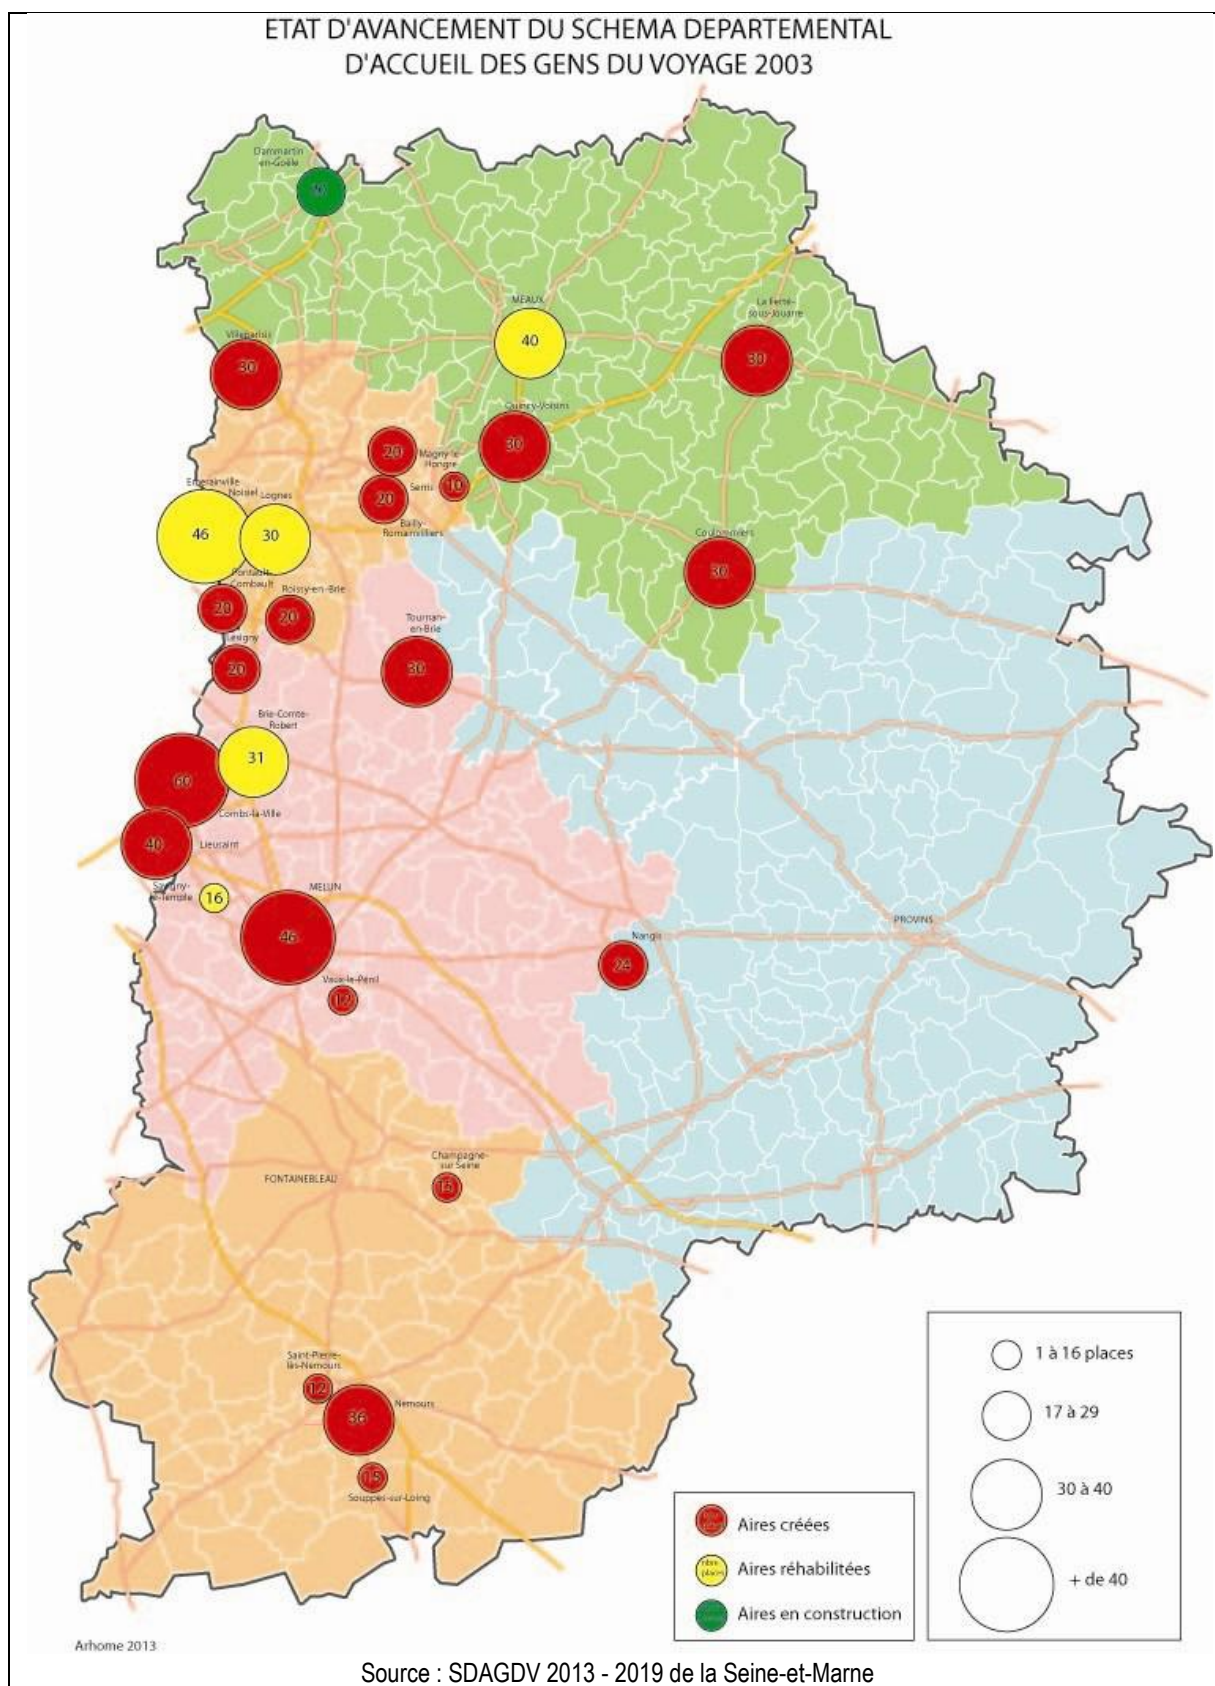 ETAT D'AVANCEMENT DU SCHEMA DEPARTEMENTAL
D'ACCUEIL DES GENS DU VOYAGE 2003
Dammartin
en-Goële
MEAUX
40
La Ferté-
sous-Jouarre
30
Villeparisis
30
Quincy-Voisins
30
20
Magny-le-
Hongre
10
Serris
20
Bailly-
Romainvilliers
Emerainville
Noisiel
Lognes
46
30
Coulommiers
30
Pontault-
Combault
20
Roissy-en-Brie
20
Lésigny
20
Tournan-
en-Brie
30
Brie-Comte-
Robert
31
60
Combs-la-Ville
40
Lieusaint
Savigny-
le-Temple
16
MELUN
46
PROVINS
Nangis
24
Vaux-le-Pénil
12
Champagne-
sur Seine
15
FONTAINEBLEAU
Saint-Pierre-
lès-Nemours
12
36
Nemours
15
Souppes-sur-Loing
1 à 16 places
17 à 29
30 à 40
+ de 40
Aires créées
nbre
places
Aires réhabilitées
Aires en construction
Arhome 2013
Source : SDAGDV 2013 - 2019 de la Seine-et-Marne